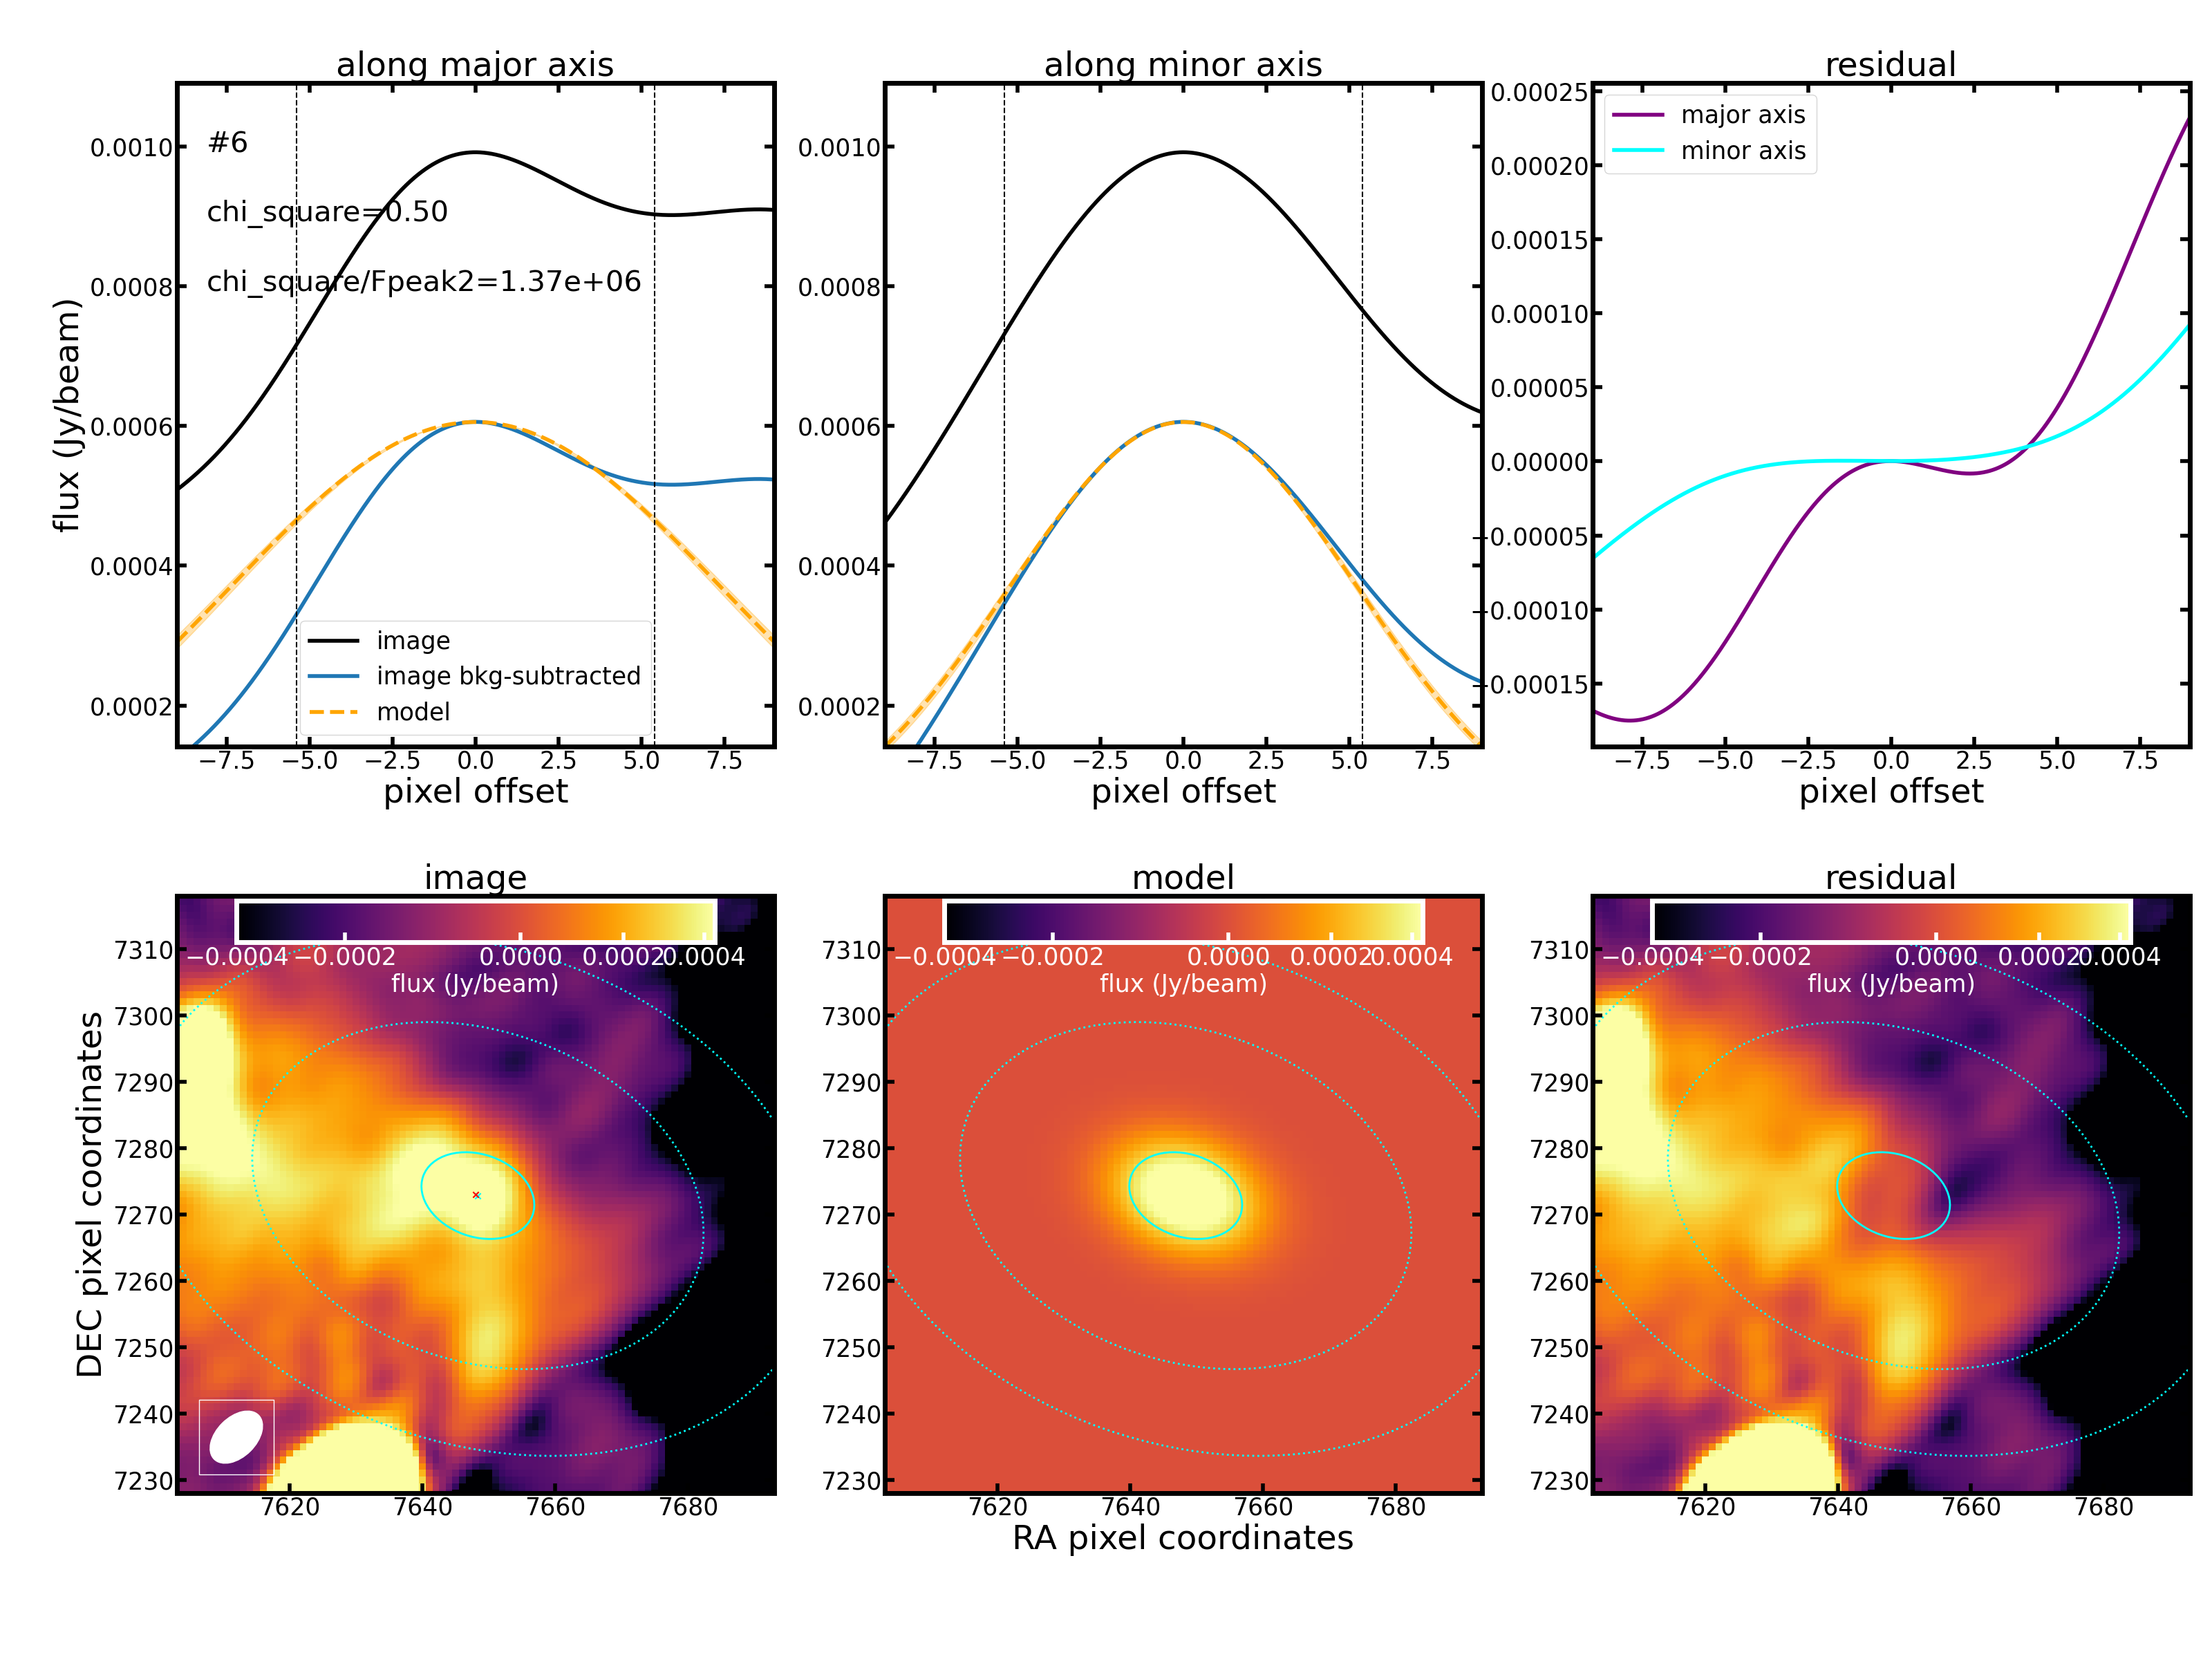 along major axis
along minor axis
residual
#6
chi_square=0.50
chi_square/Fpeak2=1.37e+06
flux (Jy/beam)
0.0010
0.0008
0.0006
0.0004
0.0002
image
image bkg-subtracted
model
−7.5 −5.0 −2.5 0.0 2.5 5.0 7.5
pixel offset
0.0010
0.0008
0.0006
0.0004
0.0002
−7.5 −5.0 −2.5 0.0 2.5 5.0 7.5
pixel offset
major axis
minor axis
0.00025
0.00020
0.00015
0.00010
0.00005
0.00000
−0.00005
−0.00010
−0.00015
−7.5 −5.0 −2.5 0.0 2.5 5.0 7.5
pixel offset
image
model
residual
DEC pixel coordinates
−0.0004 −0.0002 0.0000 0.0002 0.0004
flux (Jy/beam)
7310
7300
7290
7280
7270
7260
7250
7240
7230
7620 7640 7660 7680
−0.0004 −0.0002 0.0000 0.0002 0.0004
flux (Jy/beam)
7310
7300
7290
7280
7270
7260
7250
7240
7230
7620 7640 7660 7680
RA pixel coordinates
−0.0004 −0.0002 0.0000 0.0002 0.0004
flux (Jy/beam)
7310
7300
7290
7280
7270
7260
7250
7240
7230
7620 7640 7660 7680